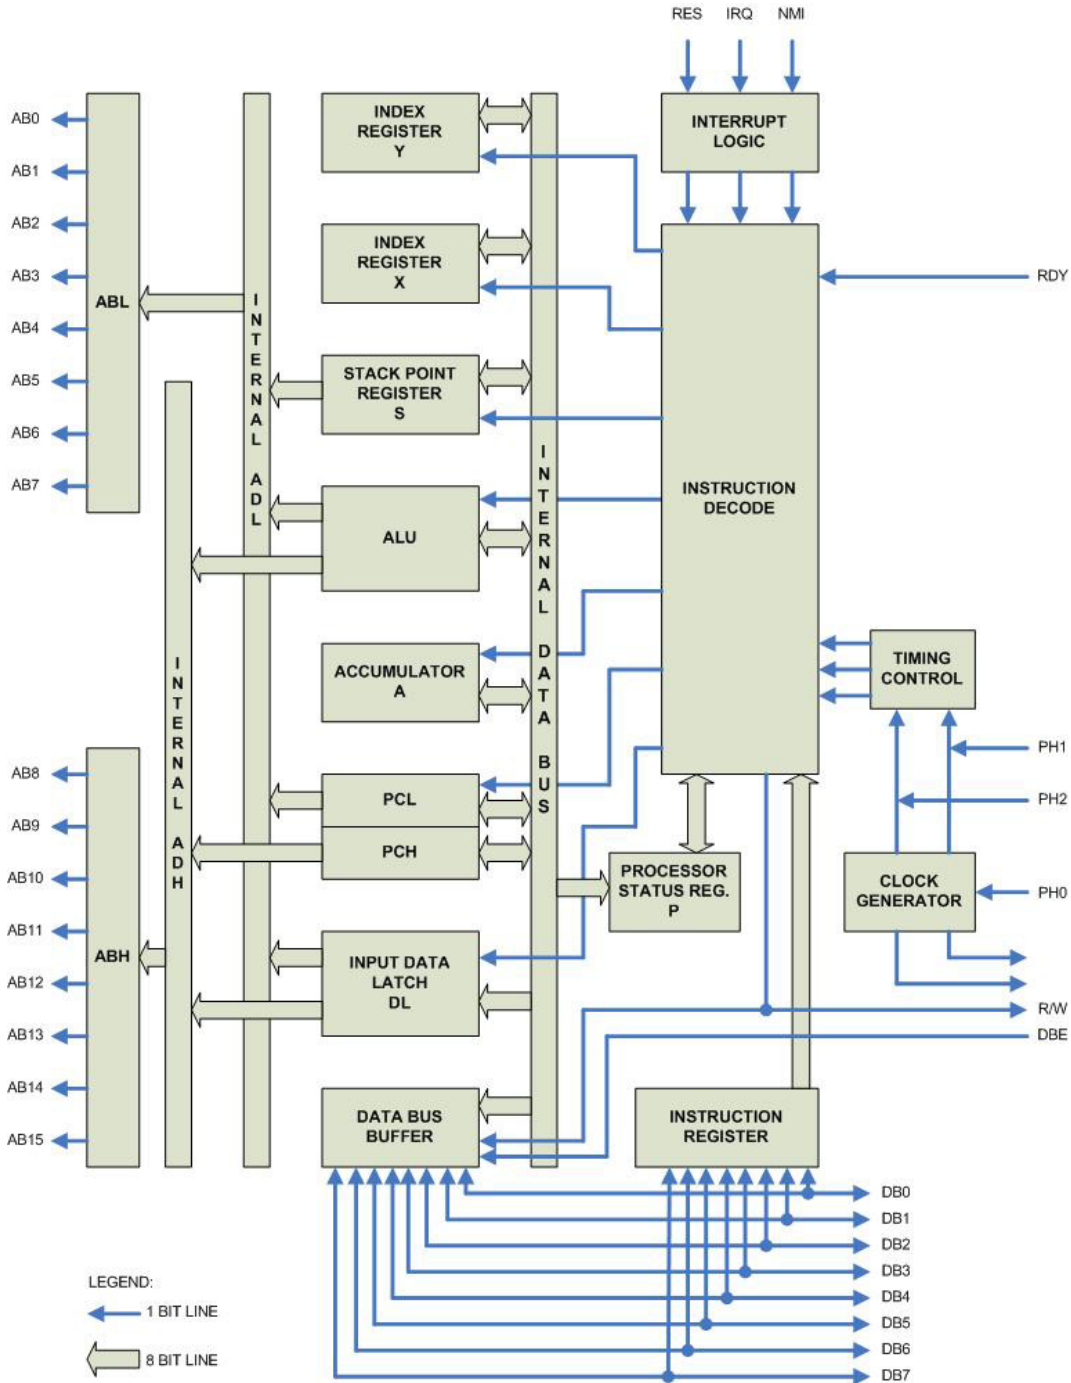 RES IRQ NMI
INTERRUPT
LOGIC
INDEX
REGISTER
Y
INDEX
REGISTER
X
STACK POINT
REGISTER
S
ALU
ACCUMULATOR
A
PCL
PCH
INPUT DATA
LATCH
DL
DATA BUS
BUFFER
INSTRUCTION
DECODE
TIMING
CONTROL
CLOCK
GENERATOR
PROCESSOR
STATUS REG.
P
INSTRUCTION
REGISTER
INTERNAL ADL
INTERNAL ADH
INTERNAL DATA BUS
ABL
ABH
AB0
AB1
AB2
AB3
AB4
AB5
AB6
AB7
AB8
AB9
AB10
AB11
AB12
AB13
AB14
AB15
RDY
PH1
PH2
PH0
R/W
DBE
DB0
DB1
DB2
DB3
DB4
DB5
DB6
DB7
LEGEND:
1 BIT LINE
8 BIT LINE